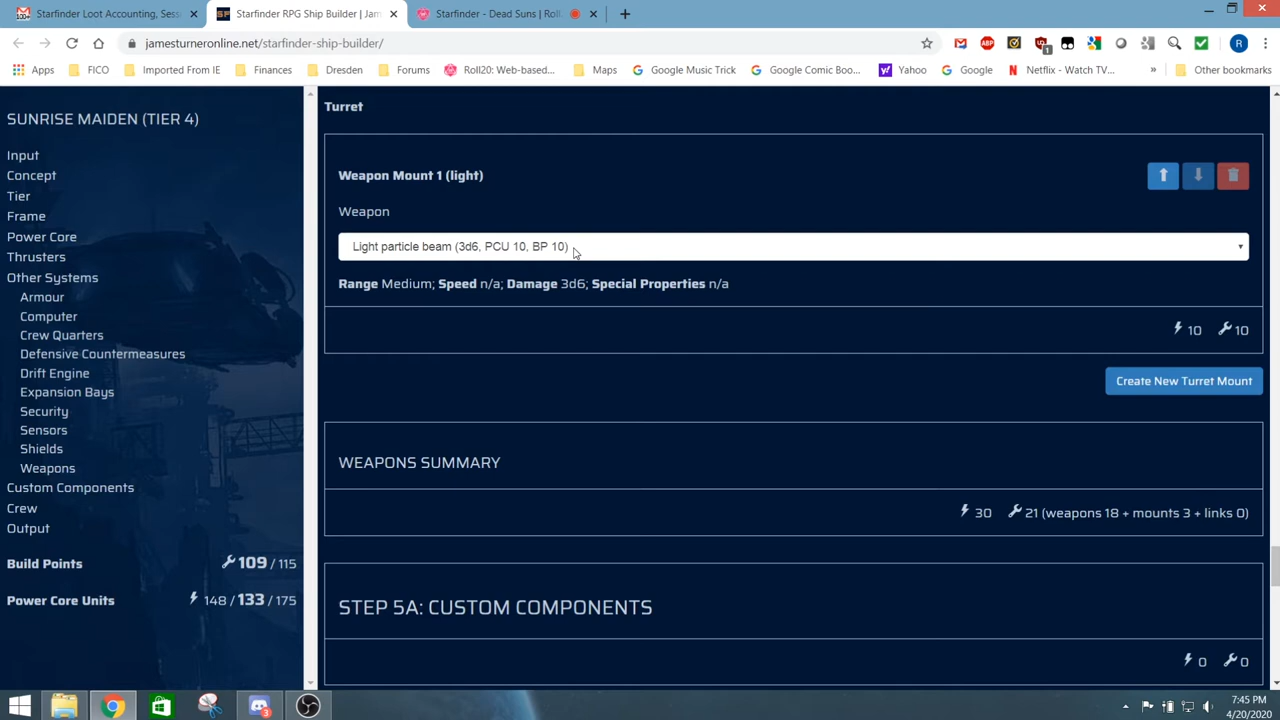 Starfinder Loot Accounting, Sess
Starfinder RPG Ship Builder | Jam
Starfinder - Dead Suns | Roll
jamesturneronline.net/starfinder-ship-builder/
Apps
FICO
Imported From IE
Finances
Dresden
Forums
Roll20: Web-based...
Maps
Google Music Trick
Google Comic Boo...
Yahoo
Google
Netflix - Watch TV...
»
Other bookmarks
SUNRISE MAIDEN (TIER 4)
Input
Concept
Tier
Frame
Power Core
Thrusters
Other Systems
Armour
Computer
Crew Quarters
Defensive Countermeasures
Drift Engine
Expansion Bays
Security
Sensors
Shields
Weapons
Custom Components
Crew
Output
Build Points 109 / 115
Power Core Units 148 / 133 / 175
Turret
Weapon Mount 1 (light)
Weapon
Light particle beam (3d6, PCU 10, BP 10)
Range Medium; Speed n/a; Damage 3d6; Special Properties n/a
10 10
Create New Turret Mount
WEAPONS SUMMARY
30 21 (weapons 18 + mounts 3 + links 0)
STEP 5A: CUSTOM COMPONENTS
0 0
7:45 PM
4/20/2020